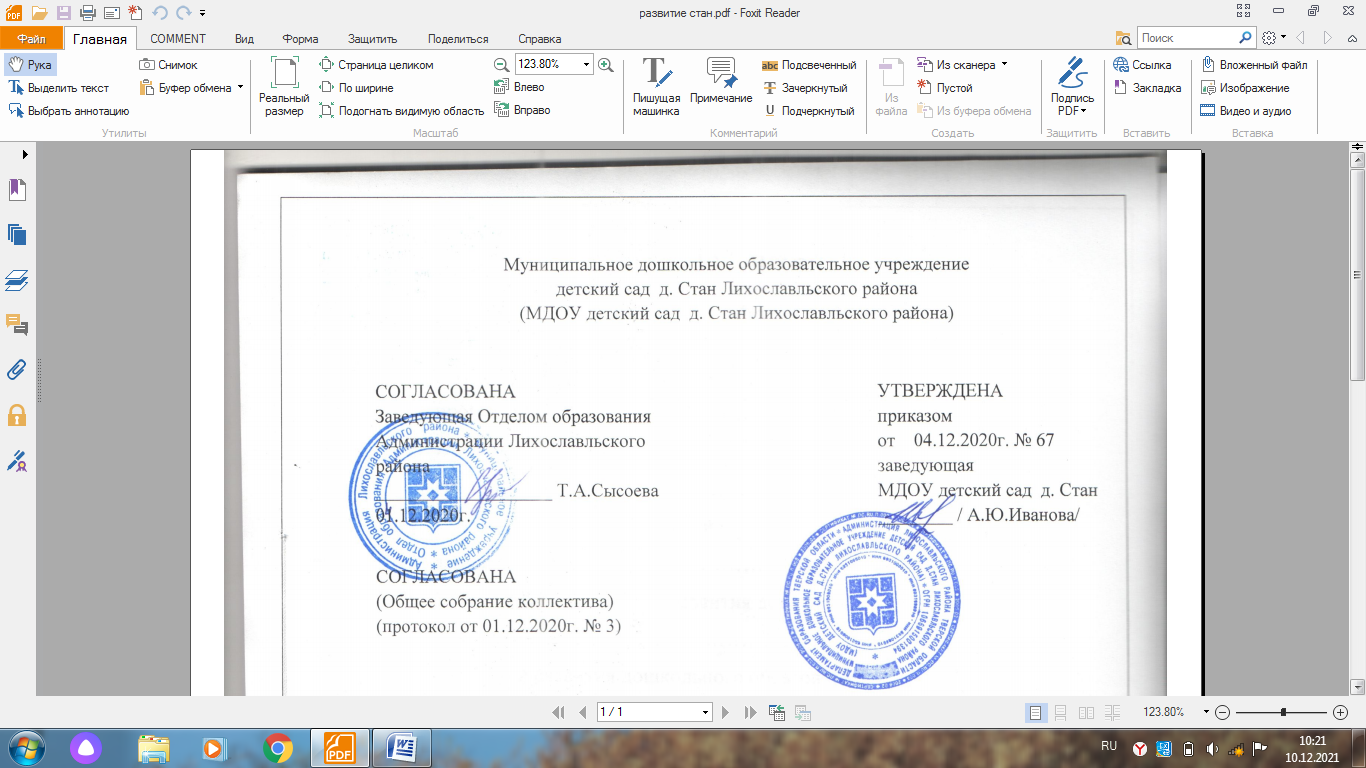 развитие стан.pdf - Foxit Reader
Файл Главная COMMENT Вид Форма Защитить Поделиться Справка
Поиск
Рука
Выделить текст
Выбрать аннотацию
Утилиты
Снимок
Буфер обмена
Реальный размер
Страница целиком
По ширине
Подогнать видимую область
Масштаб
123.80%
Влево
Вправо
Пишущая машинка
Примечание
Подсвеченный
Зачеркнутый
Подчеркнутый
Комментарий
Из файла
Из сканера
Пустой
Из буфера обмена
Создать
Подпись PDF
Защитить
Ссылка
Закладка
Вставить
Вложенный файл
Изображение
Видео и аудио
Вставка
Муниципальное дошкольное образовательное учреждение
детский сад д. Стан Лихославльского района
(МДОУ детский сад д. Стан Лихославльского района)
СОГЛАСОВАНА
Заведующая Отделом образования
Администрации Лихославльского
района
Т.А.Сысоева
01.12.2020г.
СОГЛАСОВАНА
(Общее собрание коллектива)
(протокол от 01.12.2020г. № 3)
УТВЕРЖДЕНА
приказом
от 04.12.2020г. № 67
заведующая
МДОУ детский сад д. Стан
/ А.Ю.Иванова/
1 / 1
123.80%
RU
10:21
10.12.2021